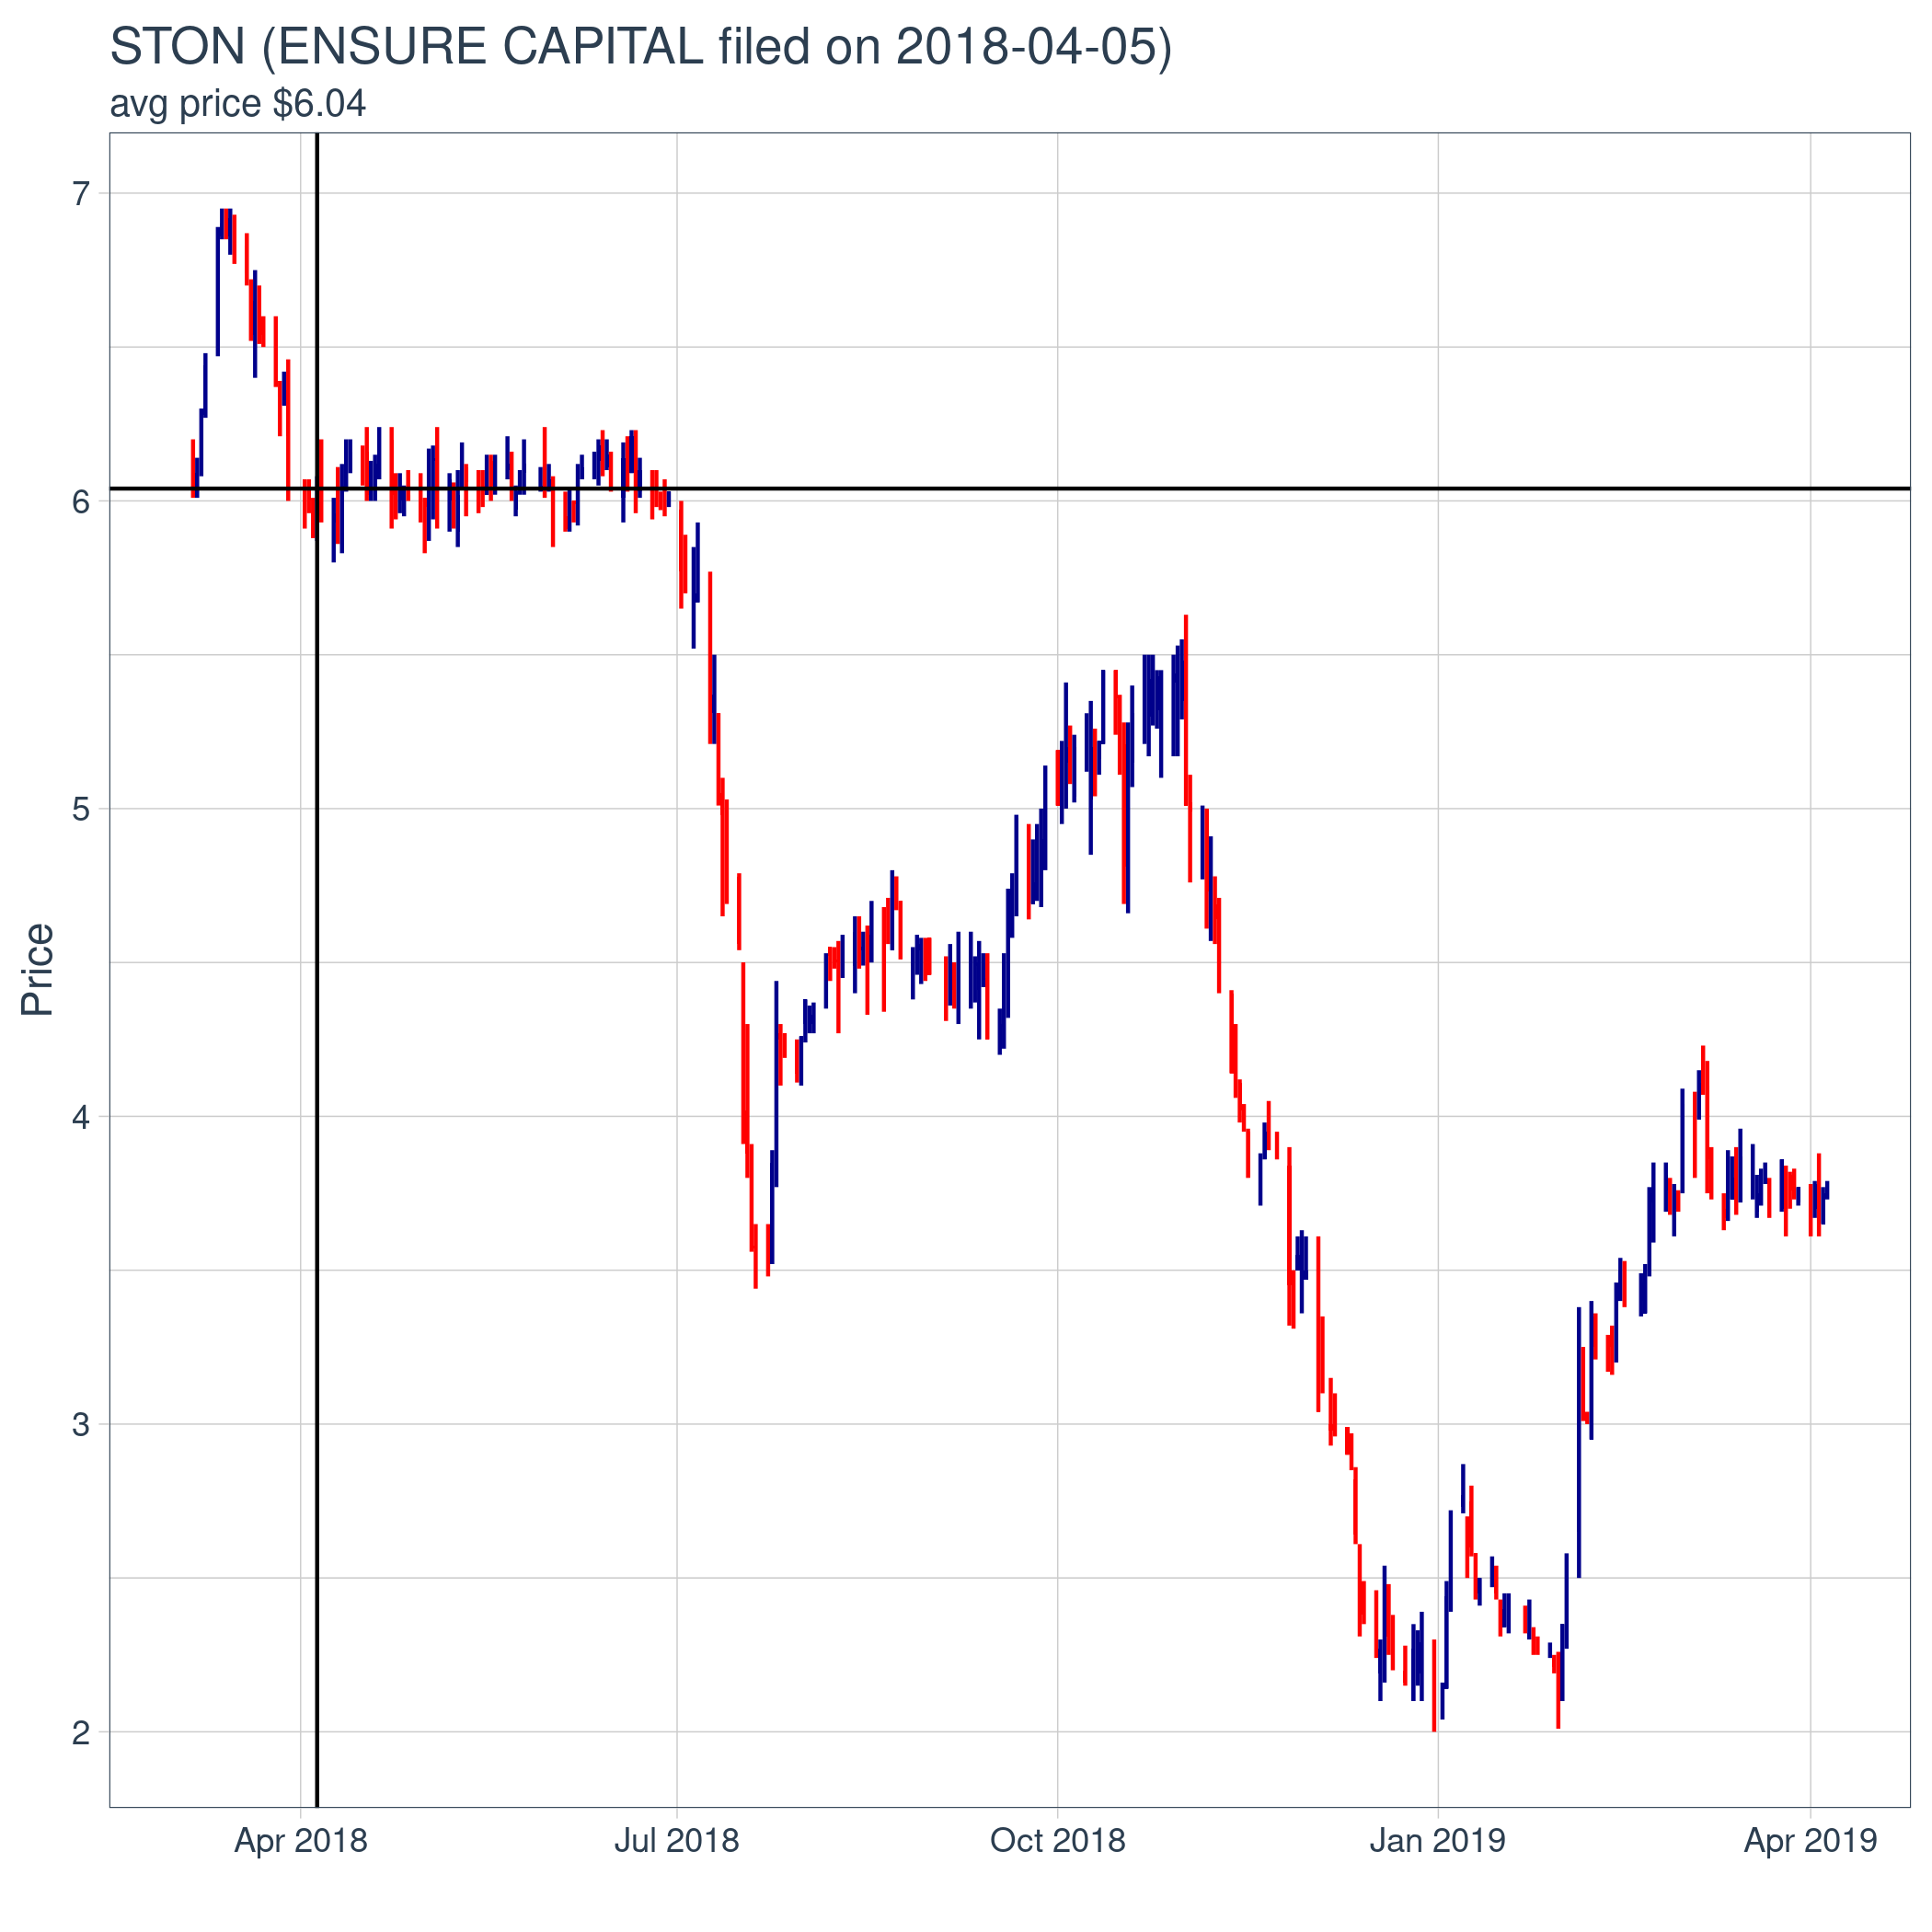 STON (ENSURE CAPITAL filed on 2018-04-05)
avg price $6.04
7
6
5
4
3
2
Price
Apr 2018
Jul 2018
Oct 2018
Jan 2019
Apr 2019